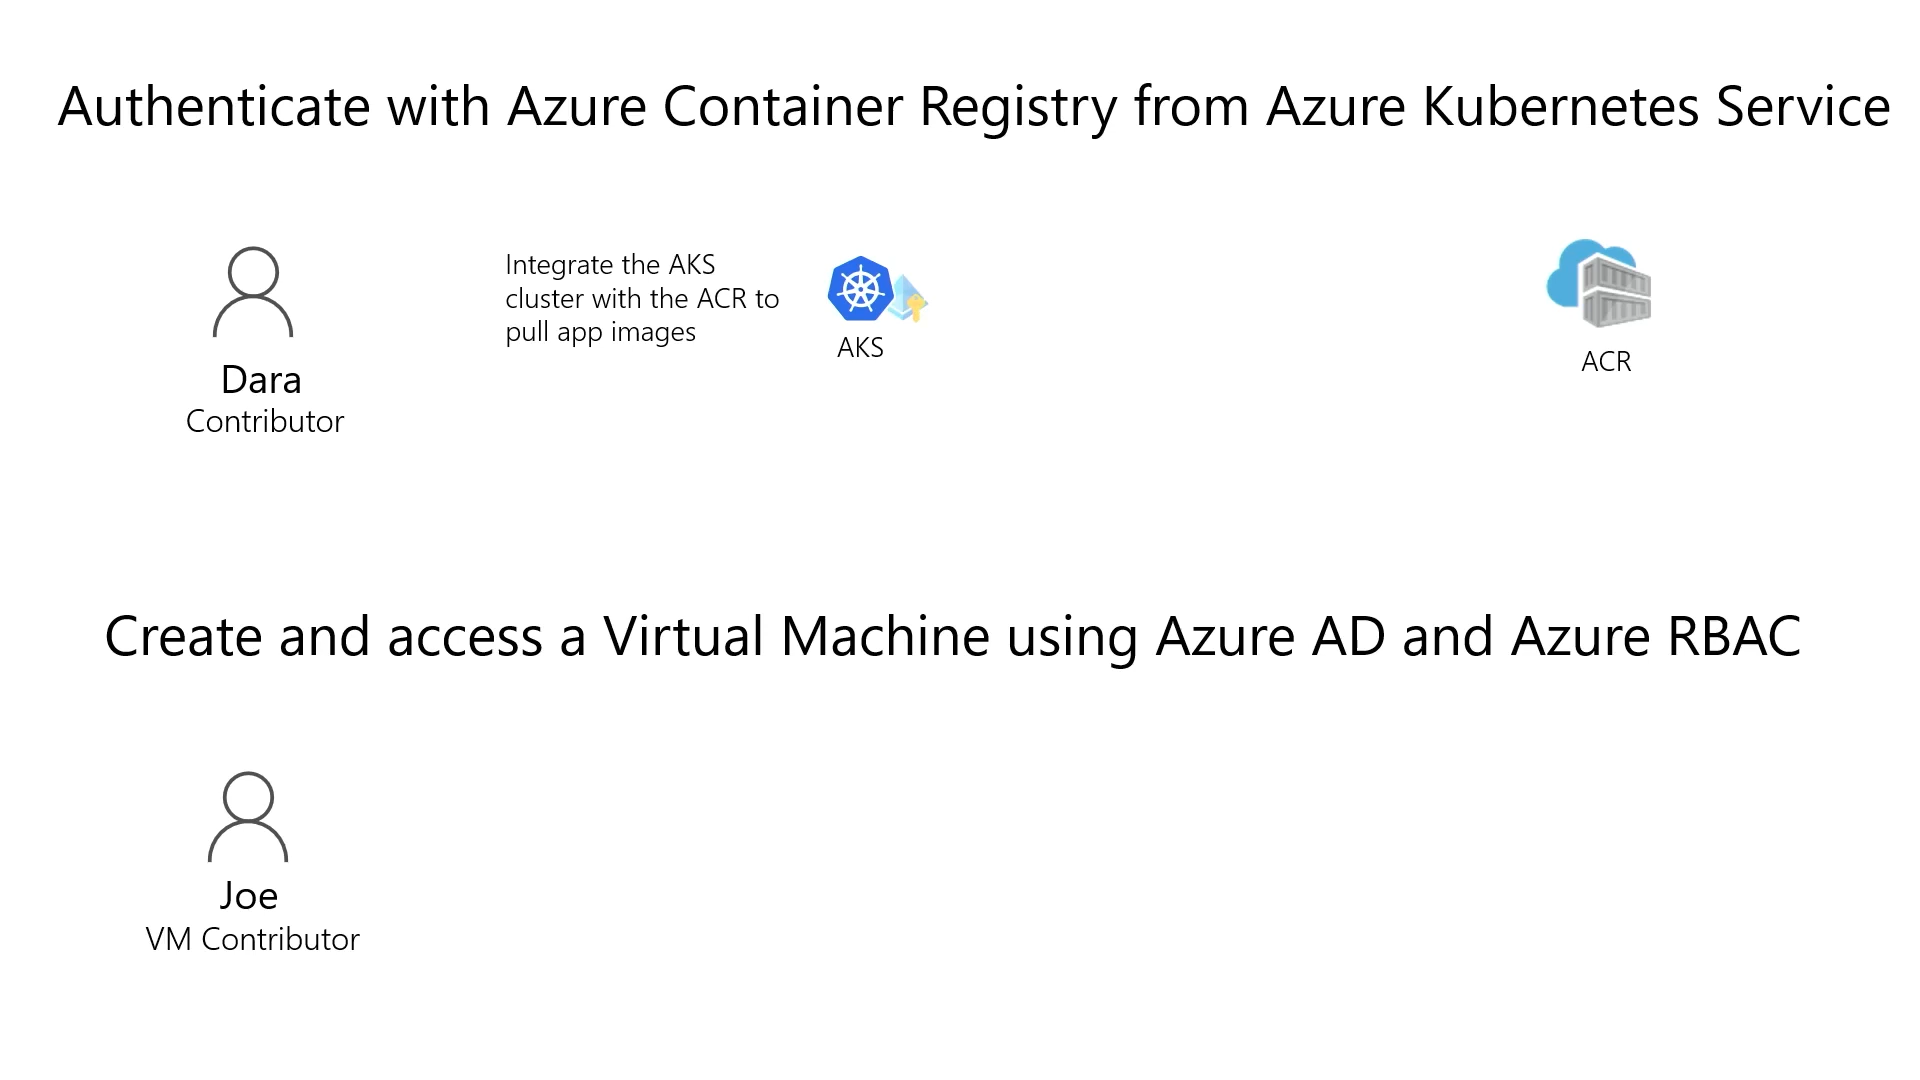 Authenticate with Azure Container Registry from Azure Kubernetes Service
Integrate the AKS
cluster with the ACR to
pull app images
AKS
ACR
Dara
Contributor
Create and access a Virtual Machine using Azure AD and Azure RBAC
Joe
VM Contributor